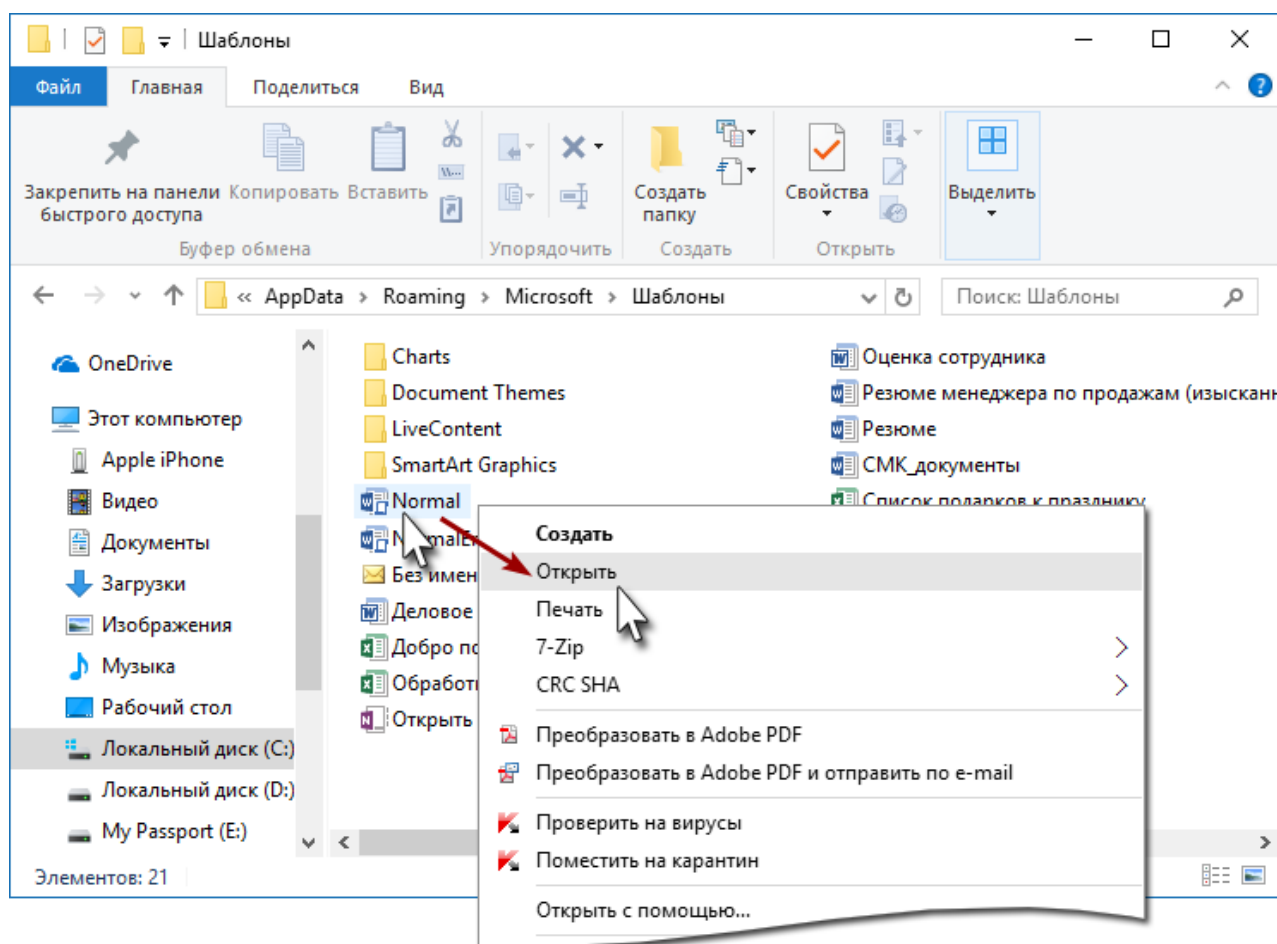 Шаблоны
Файл Главная Поделиться Вид
Закрепить на панели быстрого доступа
Копировать
Вставить
Создать папку
Свойства
Выделить
Буфер обмена Упорядочить Создать Открыть
« AppData > Roaming > Microsoft > Шаблоны
Поиск: Шаблоны
OneDrive
Этот компьютер
Apple iPhone
Видео
Документы
Загрузки
Изображения
Музыка
Рабочий стол
Локальный диск (C:)
Локальный диск (D:)
My Passport (E:)
Charts
Document Themes
LiveContent
SmartArt Graphics
Normal
Без имен
Деловое
Добро по
Обработ
Открыть
Оценка сотрудника
Резюме менеджера по продажам (изыскан
Резюме
СМК_документы
Список подарков к празднику
Создать
Открыть
Печать
7-Zip
CRC SHA
Преобразовать в Adobe PDF
Преобразовать в Adobe PDF и отправить по e-mail
Проверить на вирусы
Поместить на карантин
Открыть с помощью...
Элементов: 21